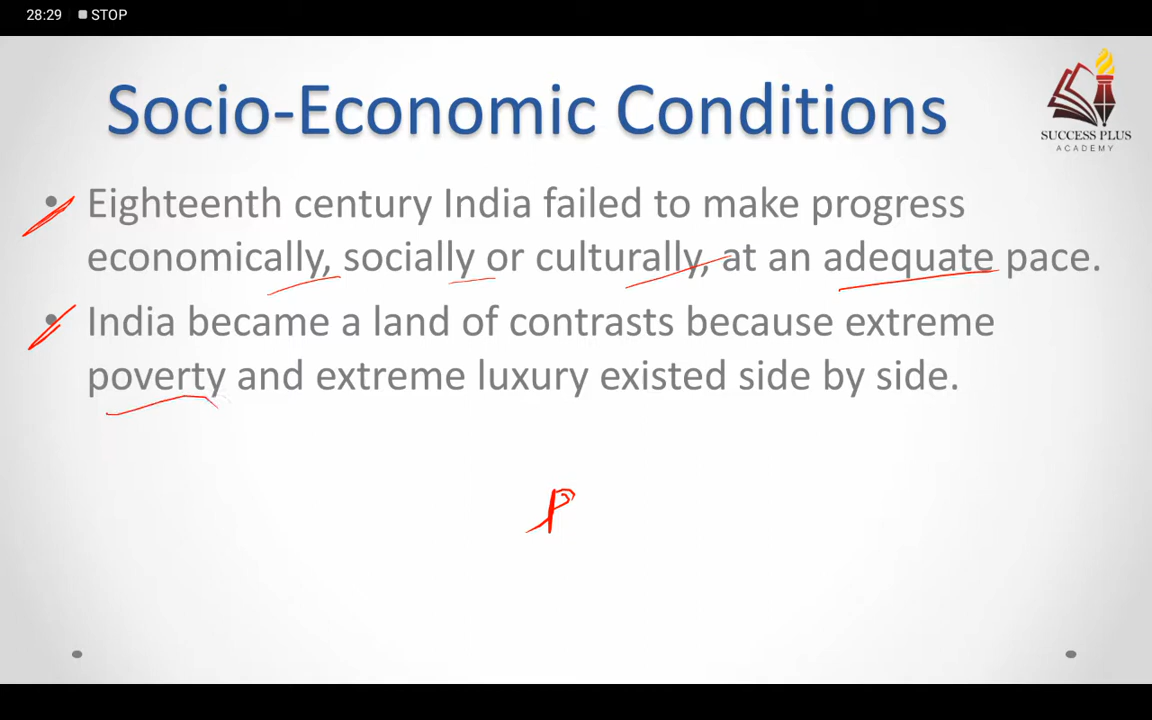 28:29 STOP
Socio-Economic Conditions
SUCCESS PLUS
ACADEMY
• Eighteenth century India failed to make progress
economically, socially or culturally, at an adequate pace.
• India became a land of contrasts because extreme
poverty and extreme luxury existed side by side.
P